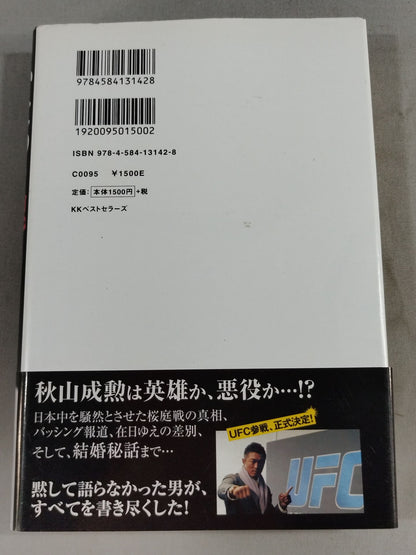 9784584131428
1920095015002
ISBN 978-4-584-13142-8
C0095 ¥1500E
定価：本体1500円+税
KKベストセラーズ
秋山成勲は英雄か、悪役か…!?
日本中を騒然とさせた桜庭戦の真相、
バッシング報道、在日ゆえの差別、
そして、結婚秘話まで…
UFC参戦、正式決定!
UFC
黙して語らなかった男が、
すべてを書き尽くした!